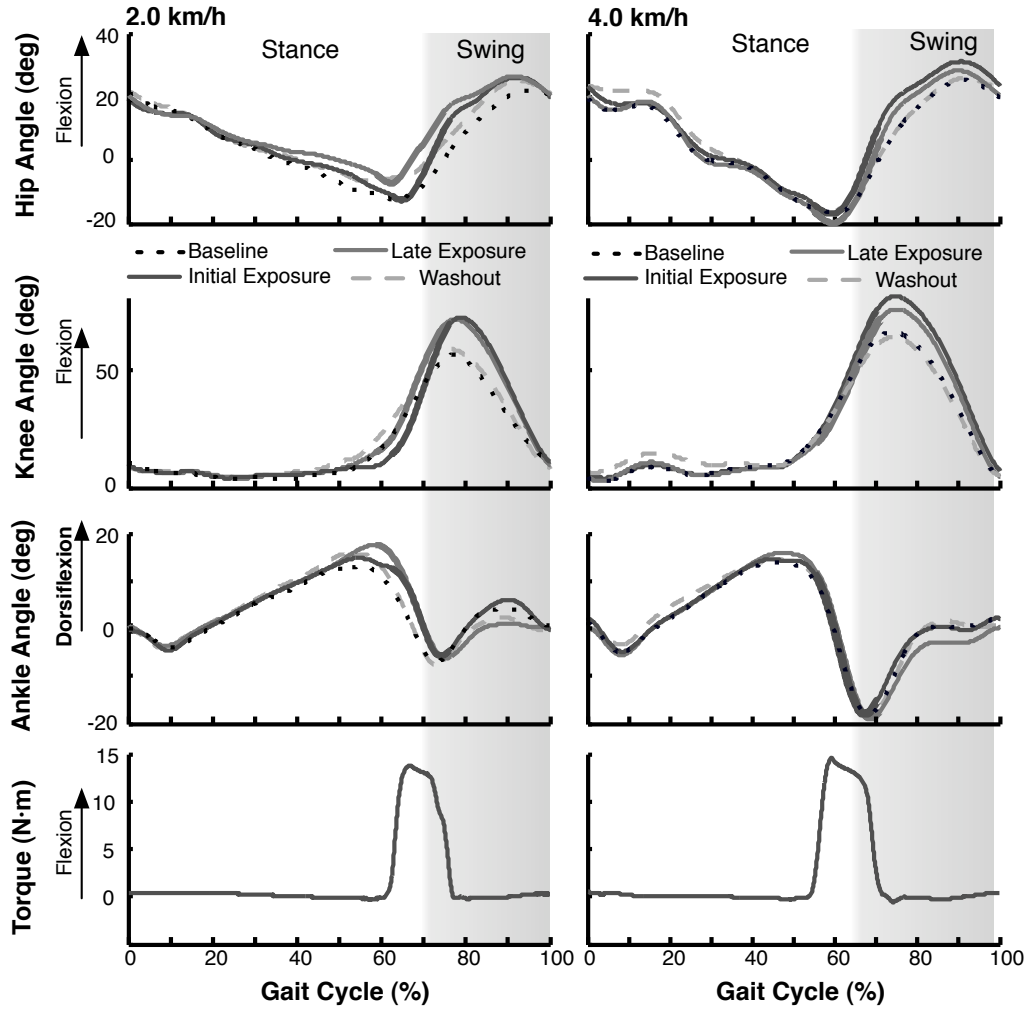 2.0 km/h
4.0 km/h
Hip Angle (deg)
Flexion
40
20
0
-20
Stance
Swing
Stance
Swing
Baseline
Late Exposure
Initial Exposure
Washout
Baseline
Late Exposure
Initial Exposure
Washout
Knee Angle (deg)
Flexion
50
0
Ankle Angle (deg)
Dorsiflexion
20
0
-20
Torque (N·m)
Flexion
15
10
5
0
0 20 40 60 80 100
0 20 40 60 80 100
Gait Cycle (%)
Gait Cycle (%)